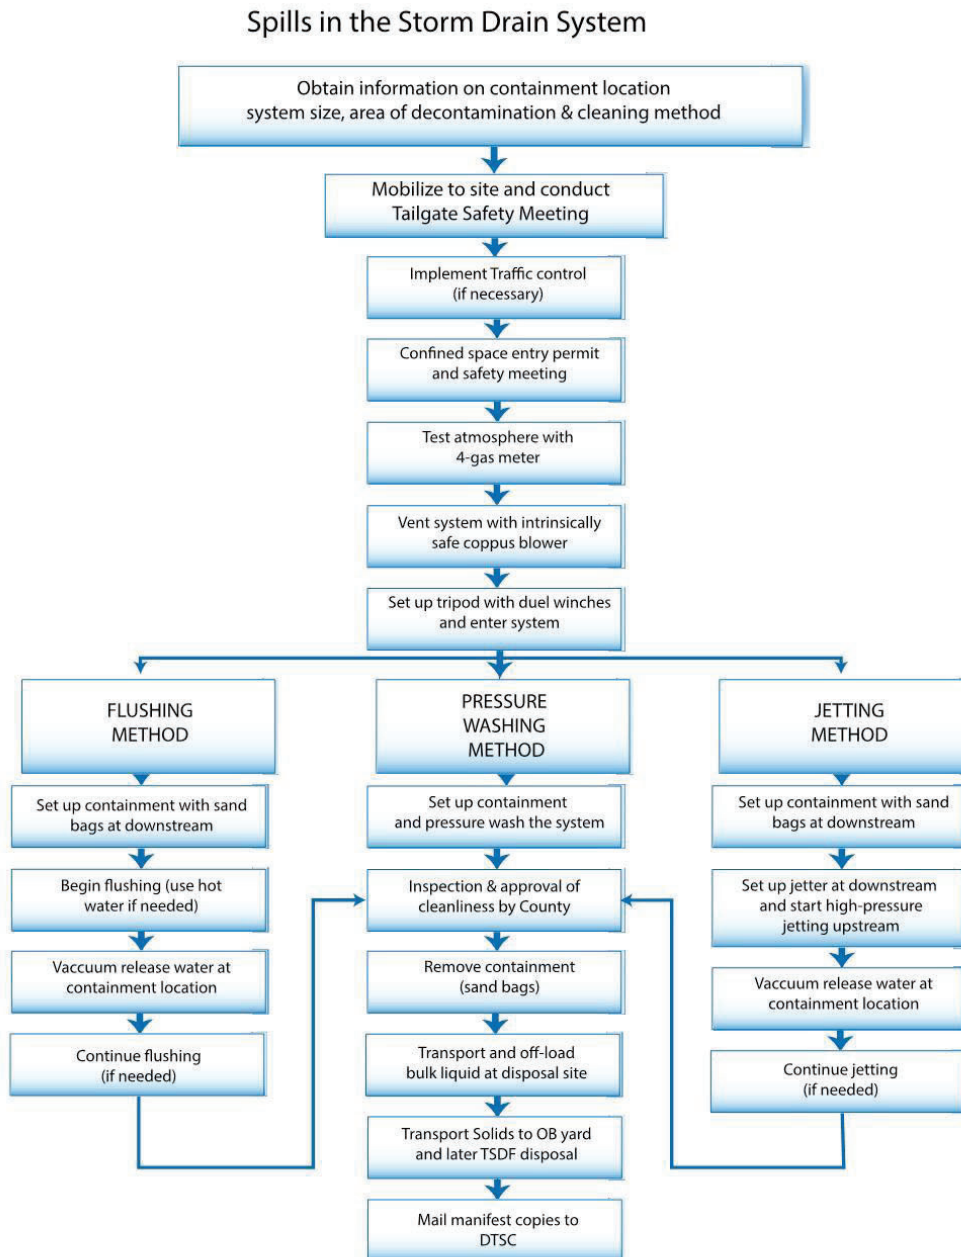 Spills in the Storm Drain System
Obtain information on containment location
system size, area of decontamination & cleaning method
Mobilize to site and conduct
Tailgate Safety Meeting
Implement Traffic control
(if necessary)
Confined space entry permit
and safety meeting
Test atmosphere with
4-gas meter
Vent system with intrinsically
safe coppus blower
Set up tripod with duel winches
and enter system
FLUSHING
METHOD
Set up containment with sand
bags at downstream
Begin flushing (use hot
water if needed)
Vaccuum release water at
containment location
Continue flushing
(if needed)
PRESSURE
WASHING
METHOD
Set up containment
and pressure wash the system
Inspection & approval of
cleanliness by County
Remove containment
(sand bags)
Transport and off-load
bulk liquid at disposal site
Transport Solids to OB yard
and later TSDF disposal
Mail manifest copies to
DTSC
JETTING
METHOD
Set up containment with sand
bags at downstream
Set up jetter at downstream
and start high-pressure
jetting upstream
Vaccuum release water at
containment location
Continue jetting
(if needed)